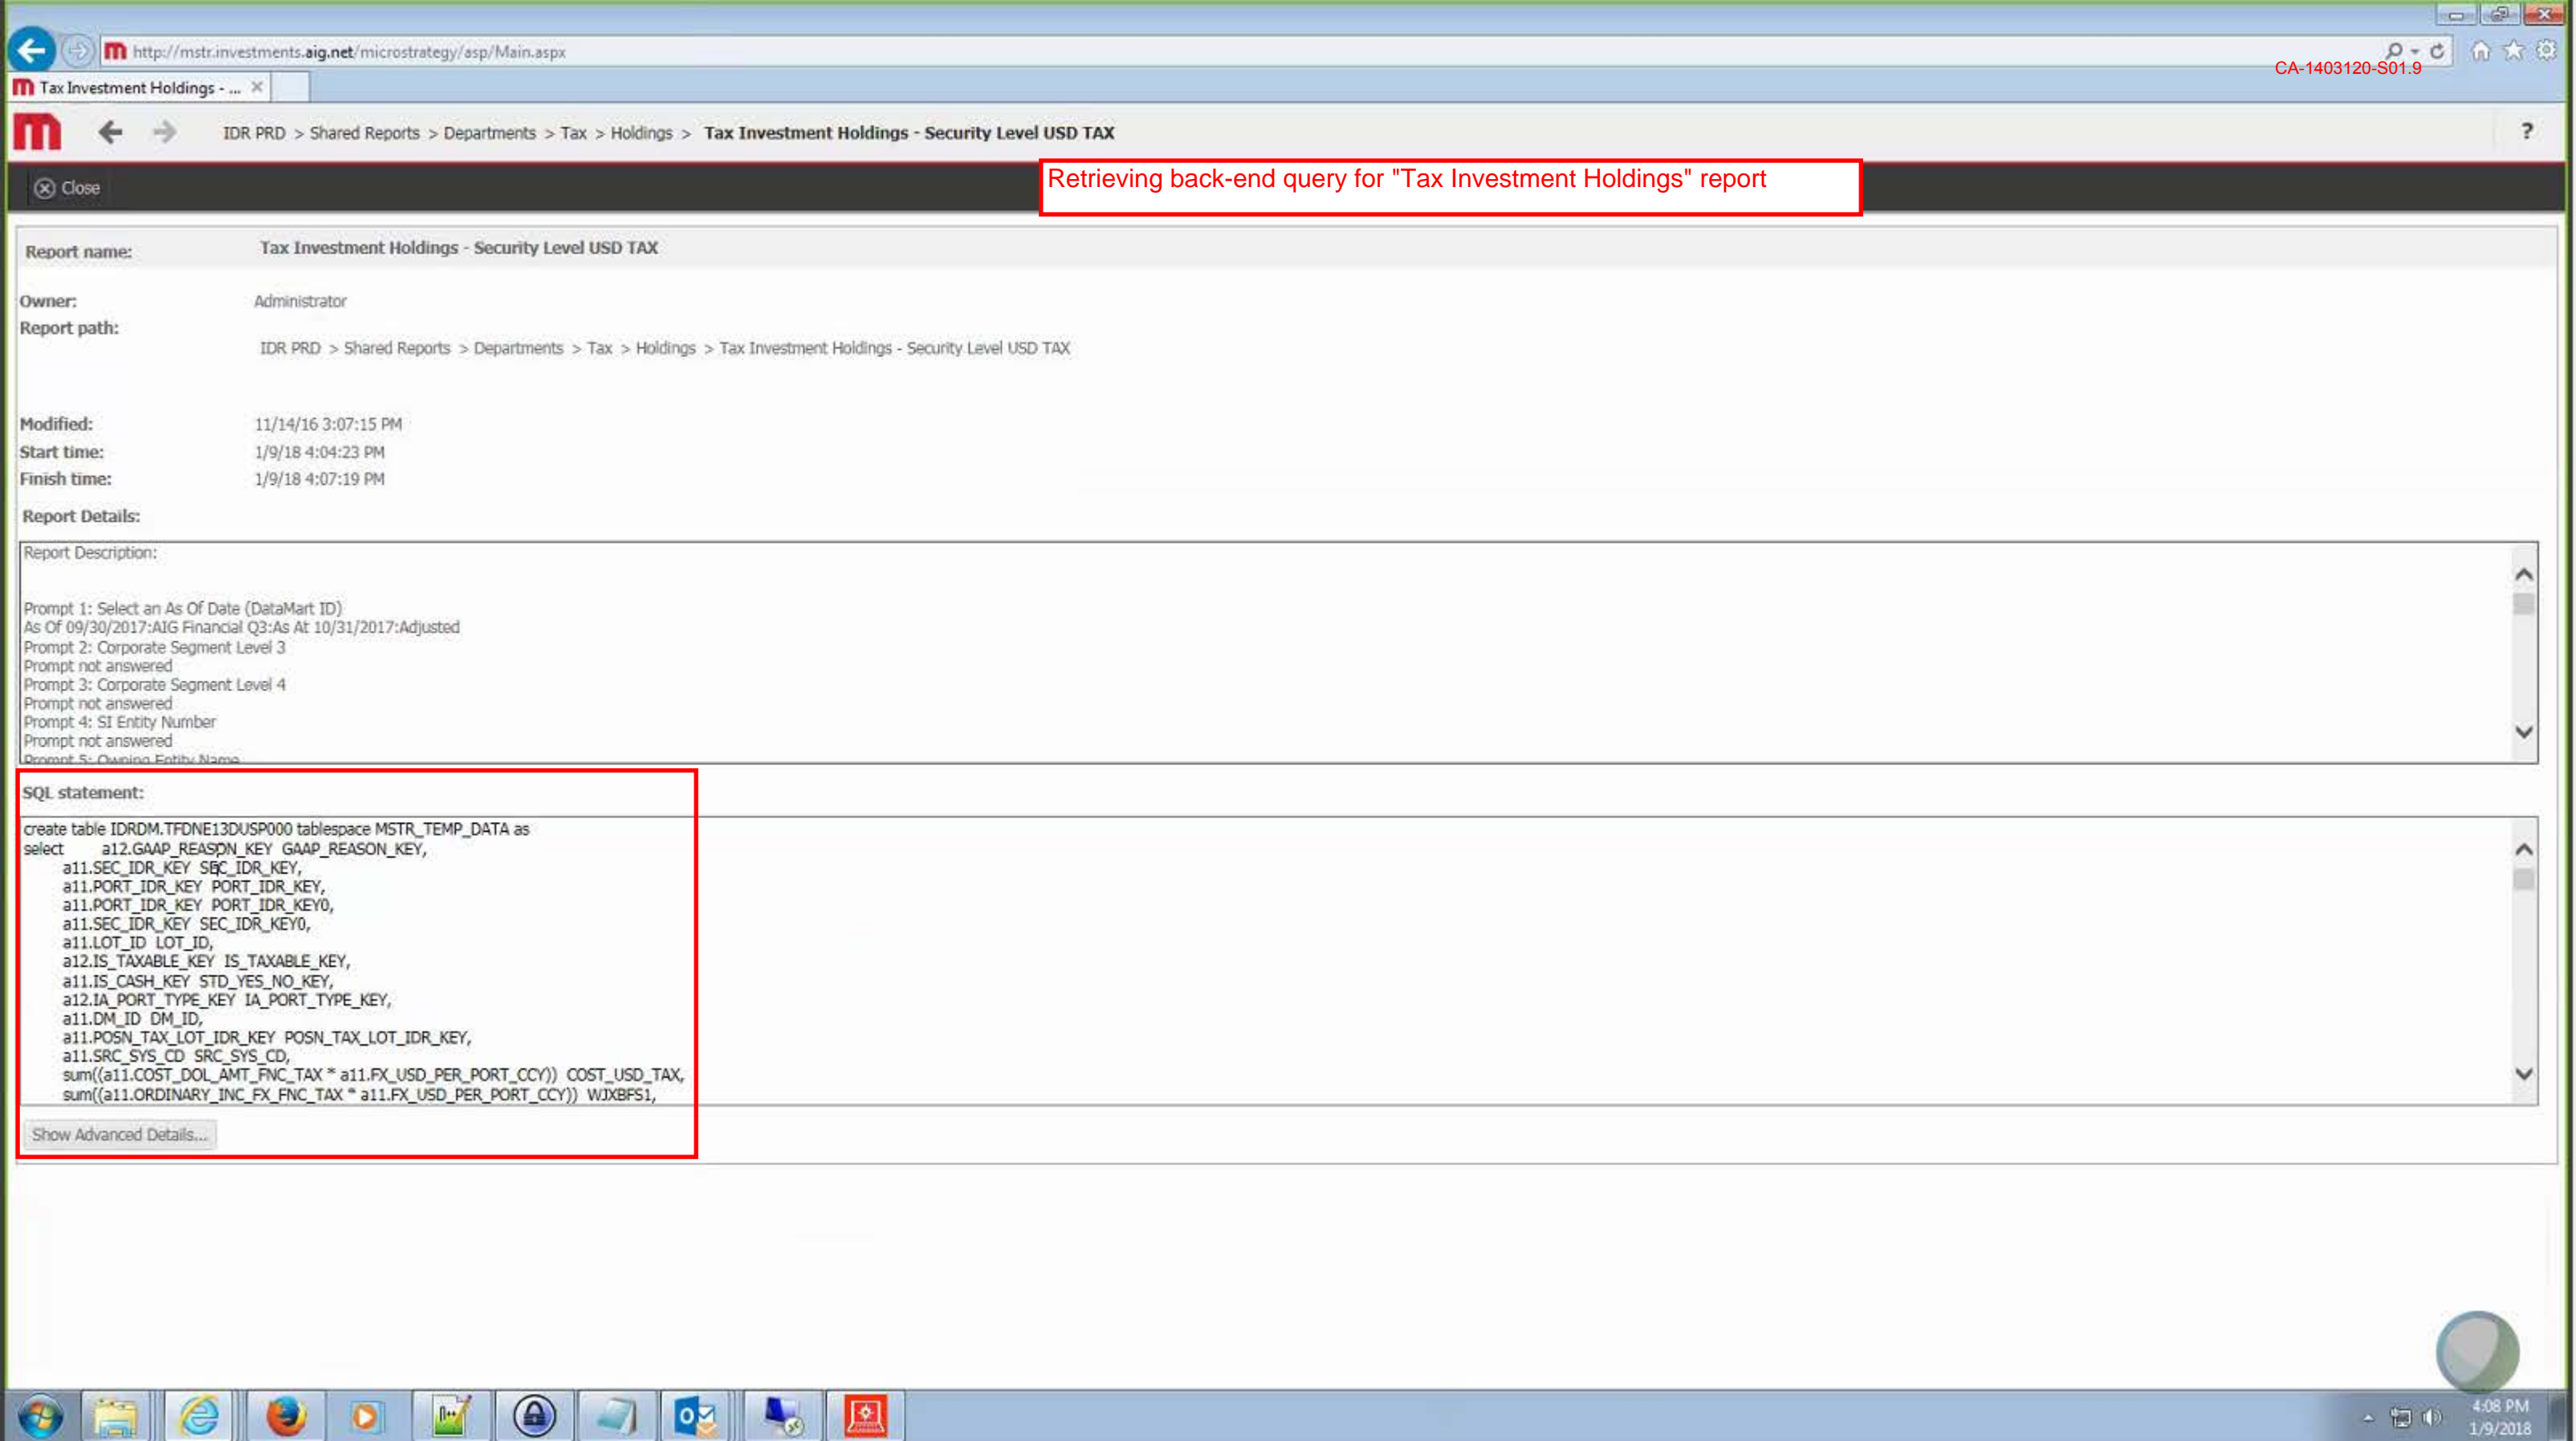 http://mstr.investments.aig.net/microstrategy/asp/Main.aspx
CA-1403120-S01.9
Tax Investment Holdings - ...
IDR PRD > Shared Reports > Departments > Tax > Holdings > Tax Investment Holdings - Security Level USD TAX
?
Close
Retrieving back-end query for "Tax Investment Holdings" report
Report name: Tax Investment Holdings - Security Level USD TAX
Owner: Administrator
Report path:
IDR PRD > Shared Reports > Departments > Tax > Holdings > Tax Investment Holdings - Security Level USD TAX
Modified: 11/14/16 3:07:15 PM
Start time: 1/9/18 4:04:23 PM
Finish time: 1/9/18 4:07:19 PM
Report Details:
Report Description:
Prompt 1: Select an As Of Date (DataMart ID)
As Of 09/30/2017:AIG Financial Q3:As At 10/31/2017:Adjusted
Prompt 2: Corporate Segment Level 3
Prompt not answered
Prompt 3: Corporate Segment Level 4
Prompt not answered
Prompt 4: SI Entity Number
Prompt not answered
Prompt 5: Owning Entity Name
SQL statement:
create table IDRDM.TFDNE13DUSP000 tablespace MSTR_TEMP_DATA as
select a12.GAAP_REASON_KEY GAAP_REASON_KEY,
a11.SEC_IDR_KEY SEC_IDR_KEY,
a11.PORT_IDR_KEY PORT_IDR_KEY,
a11.PORT_IDR_KEY PORT_IDR_KEY0,
a11.SEC_IDR_KEY SEC_IDR_KEY0,
a11.LOT_ID LOT_ID,
a12.IS_TAXABLE_KEY IS_TAXABLE_KEY,
a11.IS_CASH_KEY STD_YES_NO_KEY,
a12.IA_PORT_TYPE_KEY IA_PORT_TYPE_KEY,
a11.DM_ID DM_ID,
a11.POSN_TAX_LOT_IDR_KEY POSN_TAX_LOT_IDR_KEY,
a11.SRC_SYS_CD SRC_SYS_CD,
sum((a11.COST_DOL_AMT_FNC_TAX * a11.FX_USD_PER_PORT_CCY)) COST_USD_TAX,
sum((a11.ORDINARY_INC_FX_FNC_TAX * a11.FX_USD_PER_PORT_CCY)) WJXBFS1,
Show Advanced Details...
4:08 PM
1/9/2018